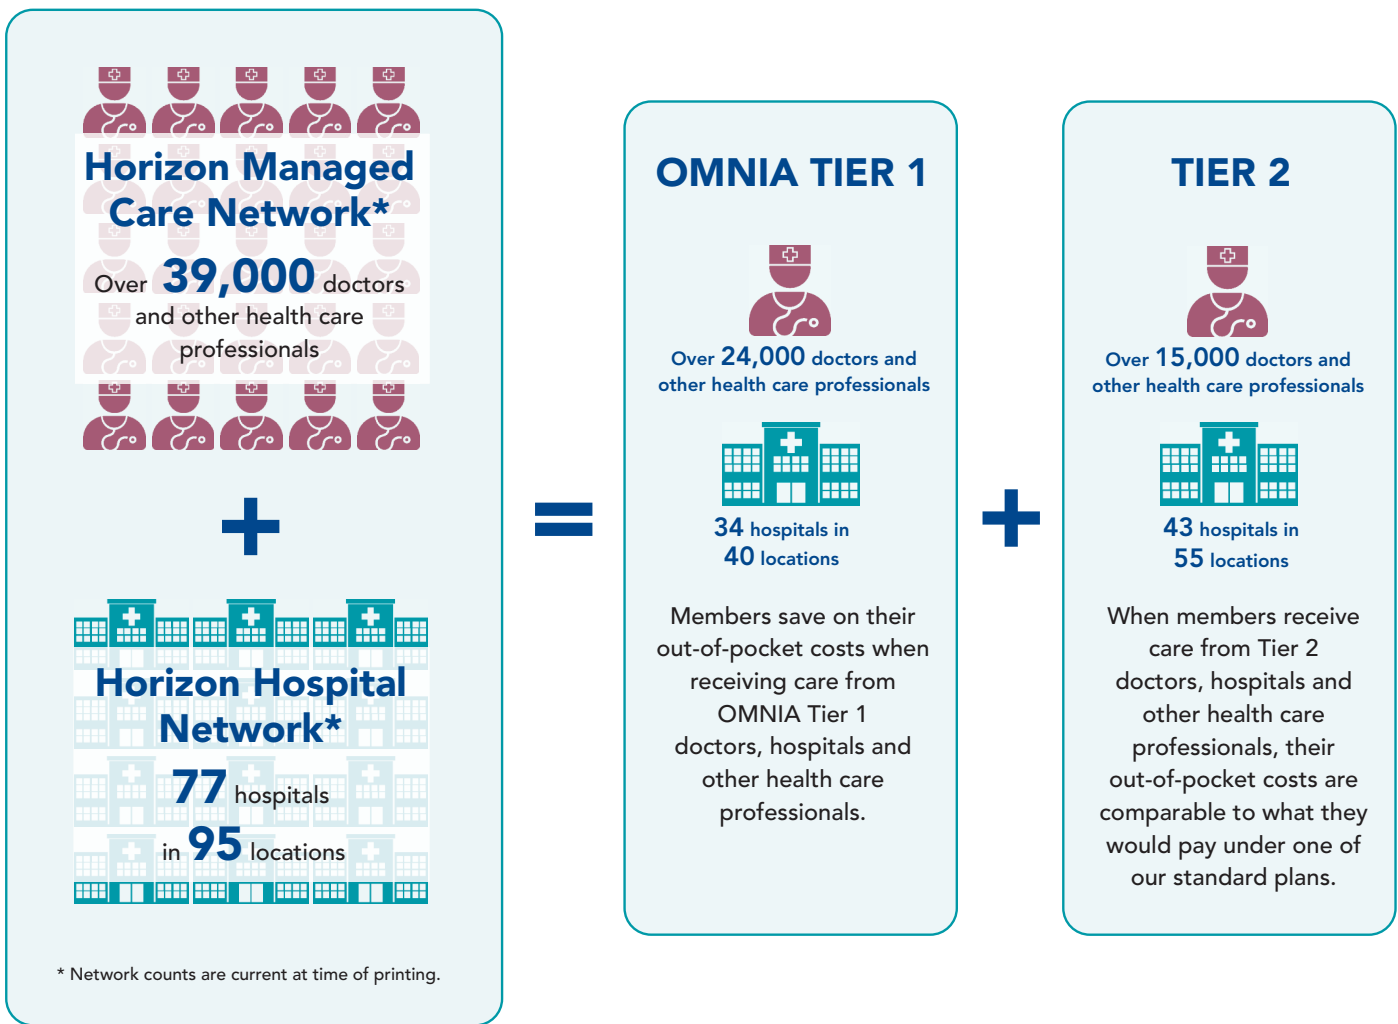 Horizon Managed
Care Network*
Over 39,000 doctors
and other health care
professionals
+
Horizon Hospital
Network*
77 hospitals
in 95 locations
* Network counts are current at time of printing.
=
OMNIA TIER 1
Over 24,000 doctors and
other health care professionals
34 hospitals in
40 locations
Members save on their
out-of-pocket costs when
receiving care from
OMNIA Tier 1
doctors, hospitals and
other health care
professionals.
+
TIER 2
Over 15,000 doctors and
other health care professionals
43 hospitals in
55 locations
When members receive
care from Tier 2
doctors, hospitals and
other health care
professionals, their
out-of-pocket costs are
comparable to what they
would pay under one of
our standard plans.